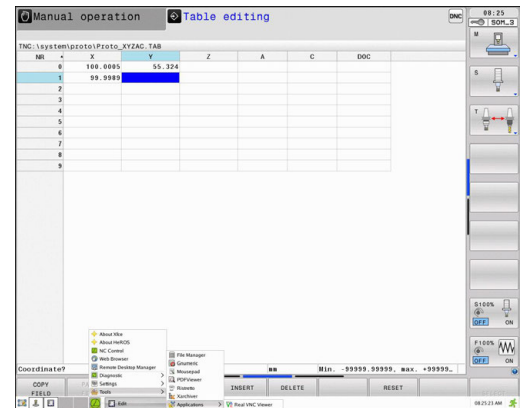 Manual operation
Table editing
DNC
08:25
S0M_3
TNC:\system\proto\Proto_XYZAC.TAB
NR X Y Z A C DOC
0 100.0005 55.324
1 99.9989
2
3
4
5
6
7
8
9
M
S
T
S100%
OFF ON
F100%
OFF ON
Coordinate? mm Min. -99999.99999, max. +99999…
COPY FIELD
INSERT
DELETE
RESET
About Xfce
About HeROS
NC Control
Web Browser
Remote Desktop Manager
Diagnostic
Settings
Tools
Exit
File Manager
Gnumeric
Mousepad
PDFViewer
Ristretto
Xarchiver
Applications
Real VNC Viewer
08:25:23 AM